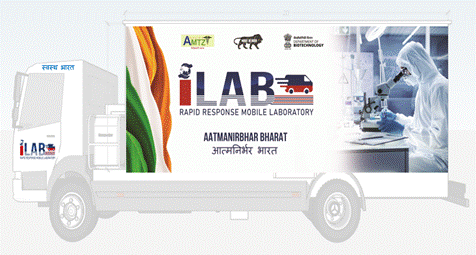 AMTZ
MAKE IN INDIA
DEPARTMENT OF
BIOTECHNOLOGY
स्वस्थ भारत
iLAB
RAPID RESPONSE MOBILE LABORATORY
AATMANIRBHAR BHARAT
आत्मनिर्भर भारत
iLAB
RAPID RESPONSE MOBILE LABORATORY